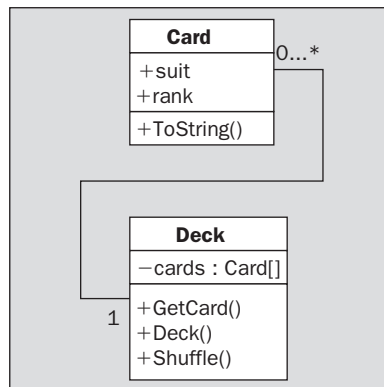 Card
0...*
+suit
+rank
+ToString()
Deck
−cards : Card[]
1
+GetCard()
+Deck()
+Shuffle()